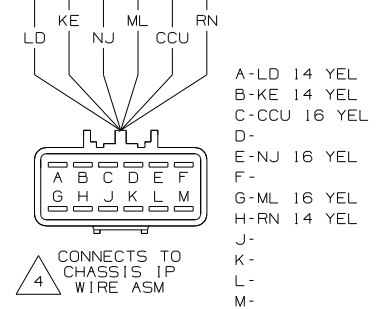 KE ML RN
LD NJ CCU
A-LD 14 YEL
B-KE 14 YEL
C-CCU 16 YEL
D-
E-NJ 16 YEL
F-
G-ML 16 YEL
H-RN 14 YEL
J-
K-
L-
M-
A B C D E F
G H J K L M
4
CONNECTS TO
CHASSIS IP
WIRE ASM